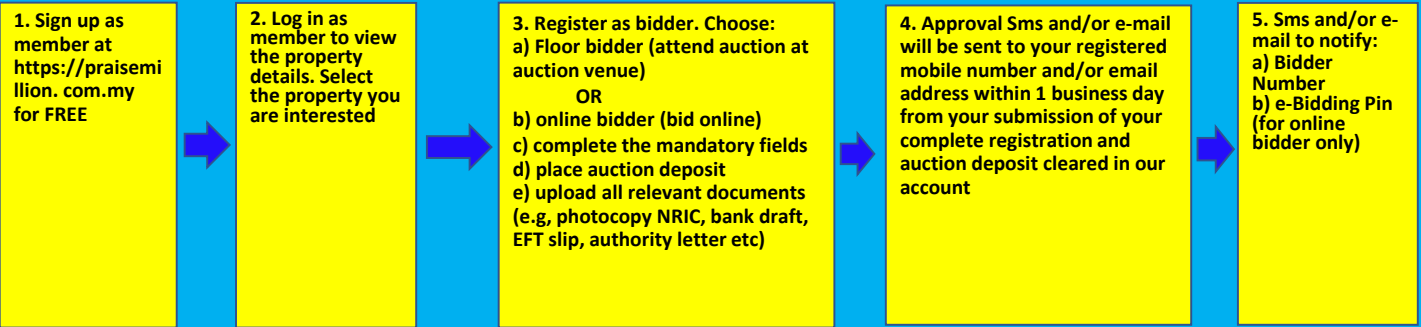 1. Sign up as
member at
https://praisemi
llion. com.my
for FREE
2. Log in as
member to view
the property
details. Select
the property you
are interested
3. Register as bidder. Choose:
a) Floor bidder (attend auction at
auction venue)
OR
b) online bidder (bid online)
c) complete the mandatory fields
d) place auction deposit
e) upload all relevant documents
(e.g, photocopy NRIC, bank draft,
EFT slip, authority letter etc)
4. Approval Sms and/or e-mail
will be sent to your registered
mobile number and/or email
address within 1 business day
from your submission of your
complete registration and
auction deposit cleared in our
account
5. Sms and/or e-
mail to notify:
a) Bidder
Number
b) e-Bidding Pin
(for online
bidder only)